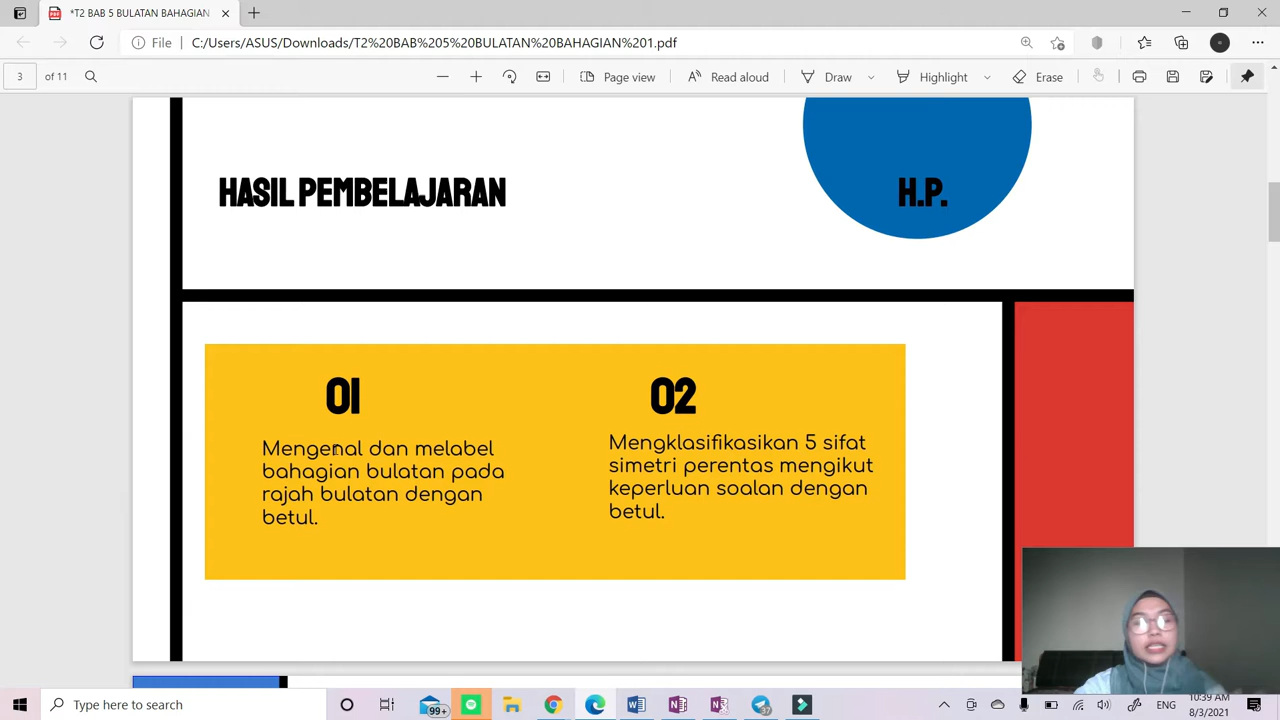 *T2 BAB 5 BULATAN BAHAGIAN
File
C:/Users/ASUS/Downloads/T2%20BAB%205%20BULATAN%20BAHAGIAN%201.pdf
3 of 11
Page view
Read aloud
Draw
Highlight
Erase
HASIL PEMBELAJARAN
H.P.
01
Mengenal dan melabel
bahagian bulatan pada
rajah bulatan dengan
betul.
02
Mengklasifikasikan 5 sifat
simetri perentas mengikut
keperluan soalan dengan
betul.
Type here to search
99+
37
ENG
10:39 AM
8/3/2021